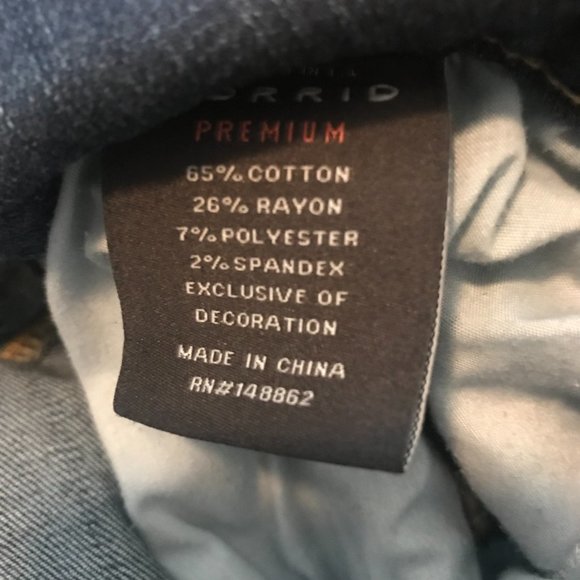 PREMIUM
65% COTTON
26% RAYON
7% POLYESTER
2% SPANDEX
EXCLUSIVE OF
DECORATION
MADE IN CHINA
RN#148862